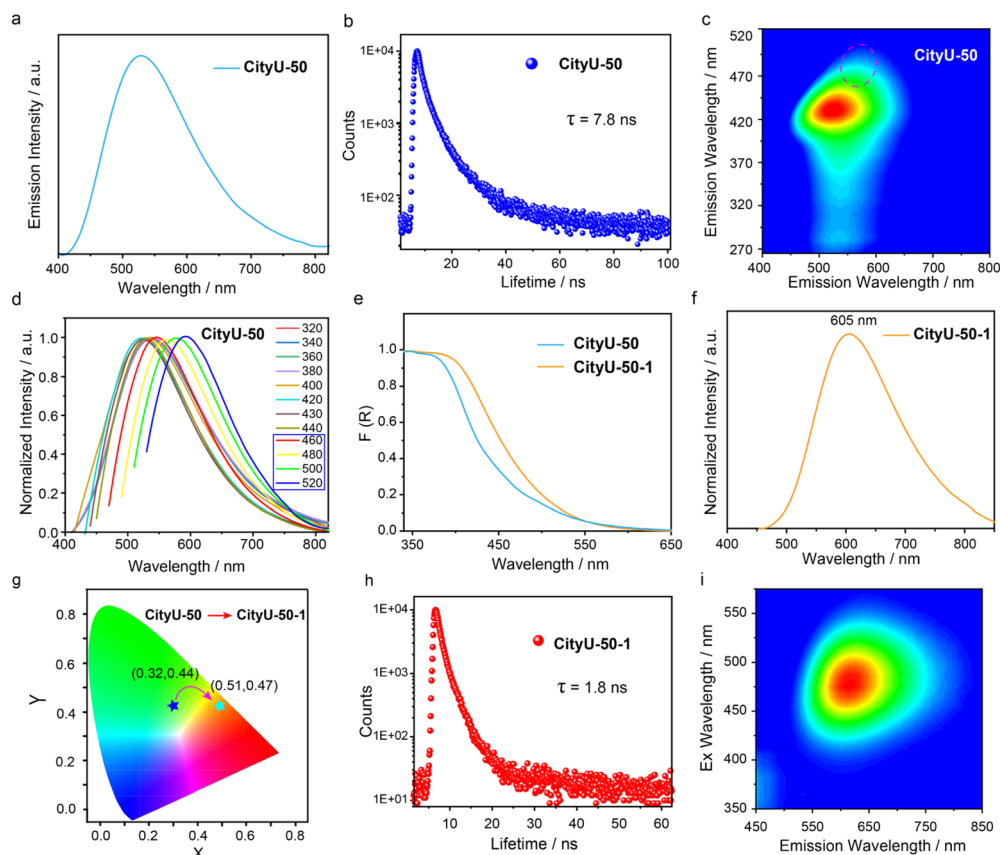 a
CityU-50
Emission Intensity / a.u.
400 500 600 700 800
Wavelength / nm
b
1E+04
1E+03
1E+02
CityU-50
τ = 7.8 ns
Counts
20 40 60 80 100
Lifetime / ns
c
CityU-50
520
470
420
370
320
270
Emission Wavelength / nm
400 500 600 700 800
Emission Wavelength / nm
d
CityU-50
320
340
360
380
400
420
430
440
460
480
500
520
1.0
0.8
0.6
0.4
0.2
0.0
Normalized Intensity / a.u.
400 500 600 700 800
Wavelength / nm
e
CityU-50
CityU-50-1
1.0
0.8
0.6
0.4
0.2
0.0
F (R)
350 450 550 650
Wavelength / nm
f
605 nm
CityU-50-1
Normalized Intensity / a.u.
400 500 600 700 800
Wavelength / nm
g
CityU-50 → CityU-50-1
(0.32,0.44)
(0.51,0.47)
0.8
0.6
0.4
0.2
0.0
Y
0.0 0.2 0.4 0.6 0.8
X
h
1E+04
1E+03
1E+02
1E+01
CityU-50-1
τ = 1.8 ns
Counts
10 20 30 40 50 60
Lifetime / ns
i
550
500
450
400
350
Ex Wavelength / nm
450 550 650 750 850
Emission Wavelength / nm